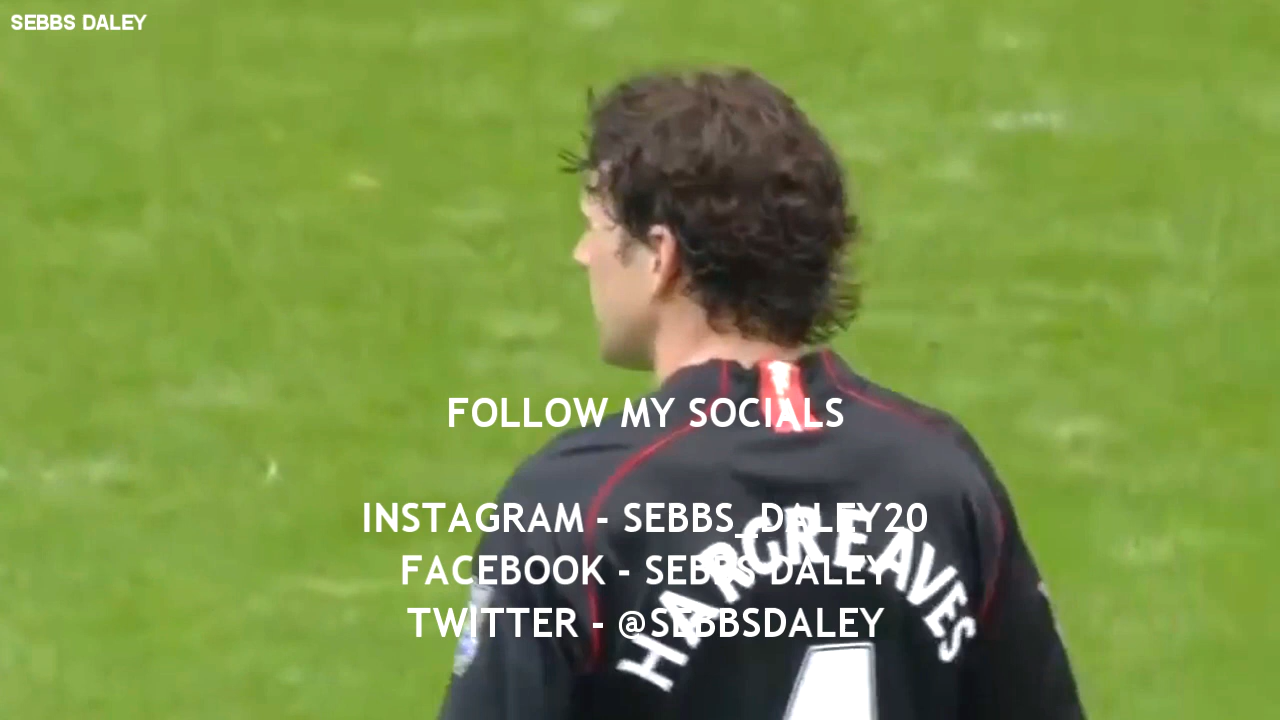 SEBBS DALEY
FOLLOW MY SOCIALS
INSTAGRAM - SEBBS_DALEY20
FACEBOOK - SEBBS DALEY
TWITTER - @SEBBSDALEY
HARGREAVES
4